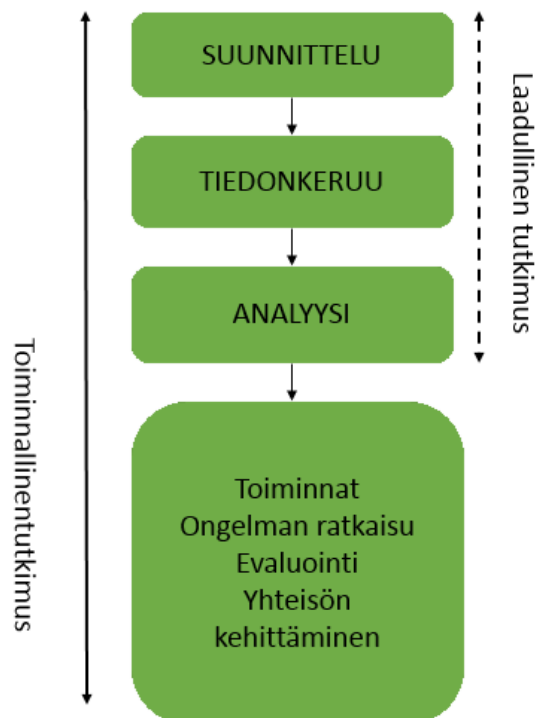 SUUNNITTELU
TIEDONKERUU
ANALYYSI
Toiminnat
Ongelman ratkaisu
Evaluointi
Yhteisön
kehittäminen
Laadullinen tutkimus
Toiminnallinentutkimus